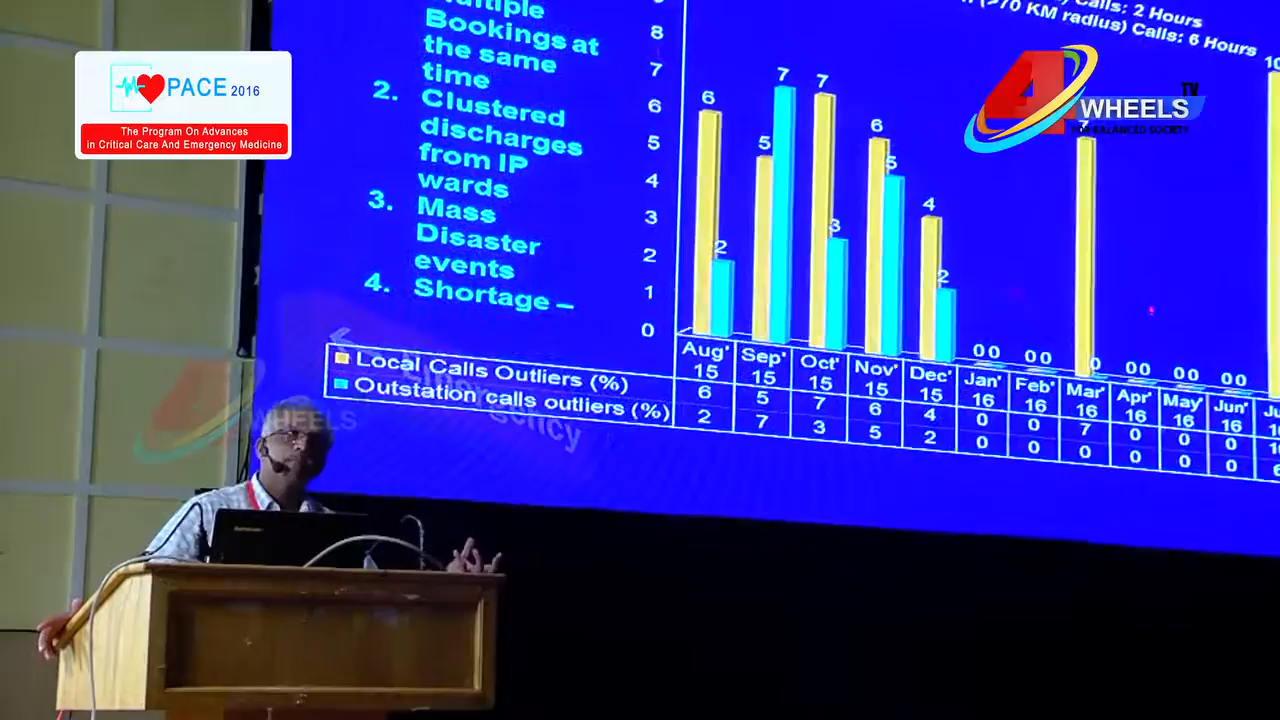 PACE 2016
The Program On Advances
in Critical Care And Emergency Medicine
4 WHEELS TV
FOR BALANCED SOCIETY
Calls: 2 Hours
(>70 KM radius) Calls: 6 Hours
Bookings at
the same
time
2. Clustered
discharges
from IP
wards
3. Mass
Disaster
events
4. Shortage –
8
7
6
5
4
3
2
1
0
6 2 5 7 7 3 6 5 4 2 0 0 0 0 7 0 0 0 0 0 0 0 10
Aug' 15 Sep' 15 Oct' 15 Nov' 15 Dec' 15 Jan' 16 Feb' 16 Mar' 16 Apr' 16 May' 16 Jun' 16
Local Calls Outliers (%) 6 5 7 6 4 0 0 7 0 0 0
Outstation calls outliers (%) 2 7 3 5 2 0 0 0 0 0 0
WHEELS